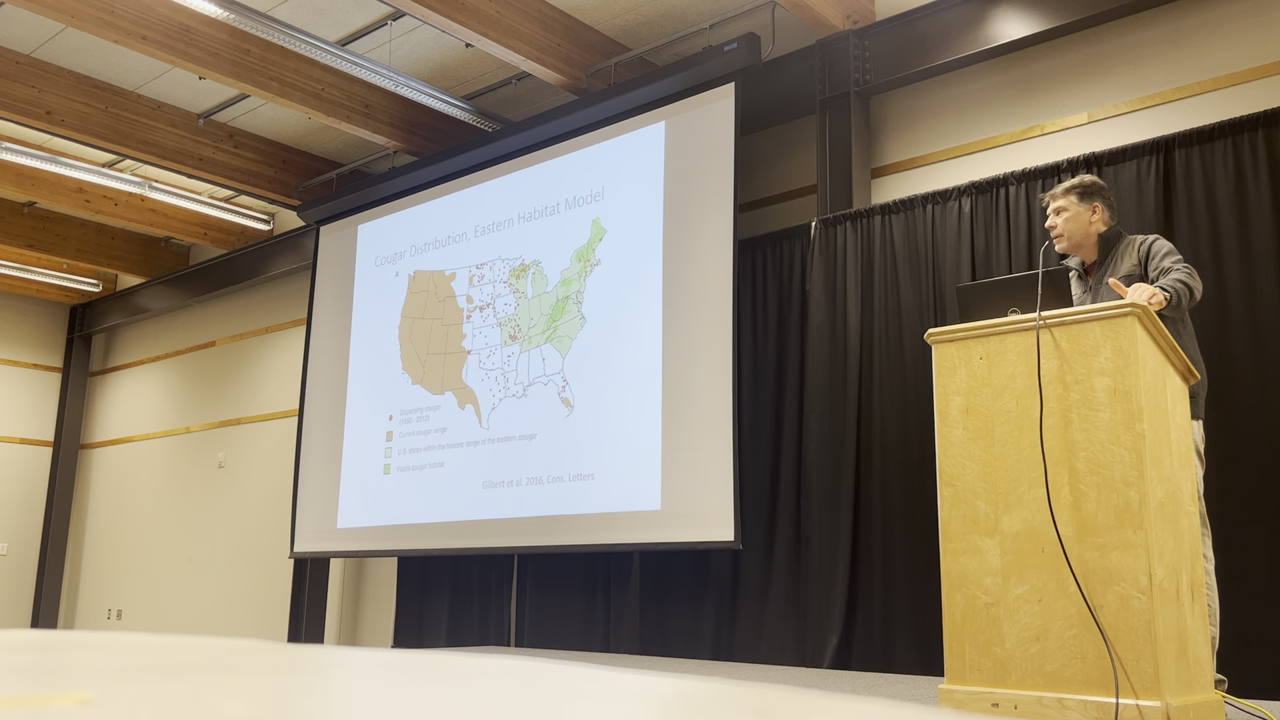 Cougar Distribution, Eastern Habitat Model
Dispersing cougar
(1990 - 2015)
Current cougar range
U.S. states within the historic range of the eastern cougar
Viable cougar habitat
Gilbert et al. 2016, Cons. Letters